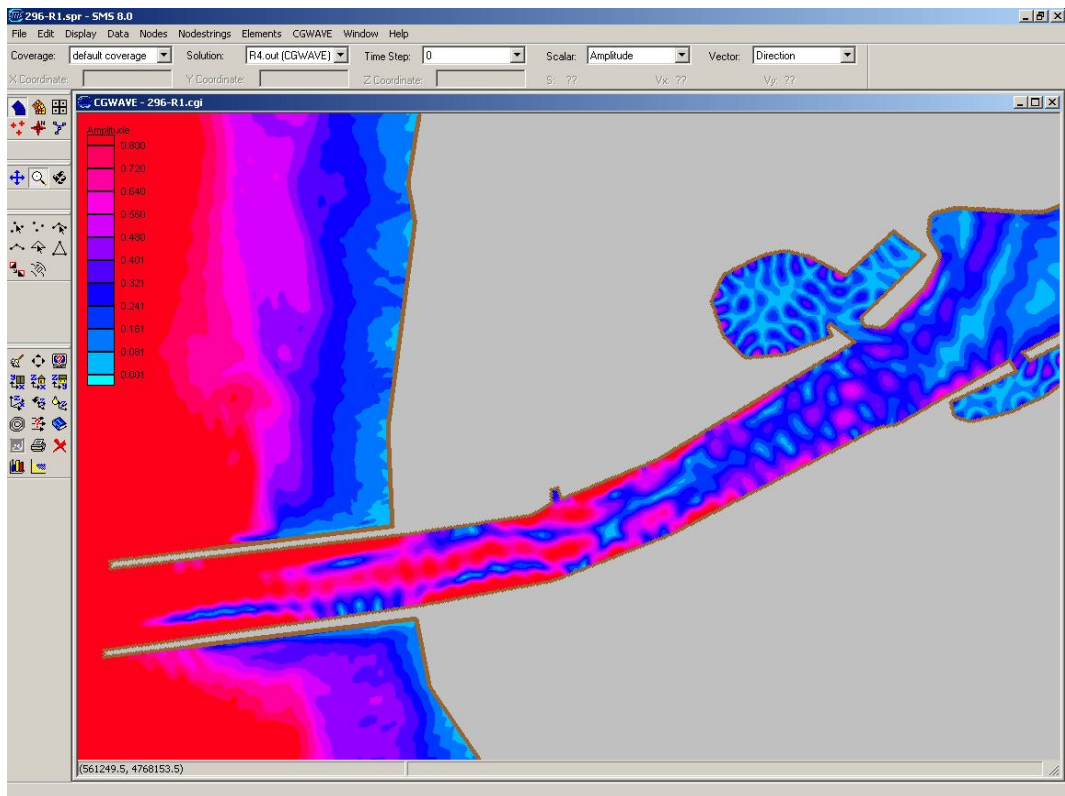 296-R1.spr - SMS 8.0
File Edit Display Data Nodes Nodestrings Elements CGWAVE Window Help
Coverage: default coverage Solution: R4.out (CGWAVE) Time Step: 0 Scalar: Amplitude Vector: Direction
X Coordinate: Y Coordinate: Z Coordinate: S: ?? Vx: ?? Vy: ??
CGWAVE - 296-R1.cgi
Amplitude
0.800
0.720
0.640
0.560
0.480
0.401
0.321
0.241
0.161
0.081
0.001
(561249.5, 4768153.5)